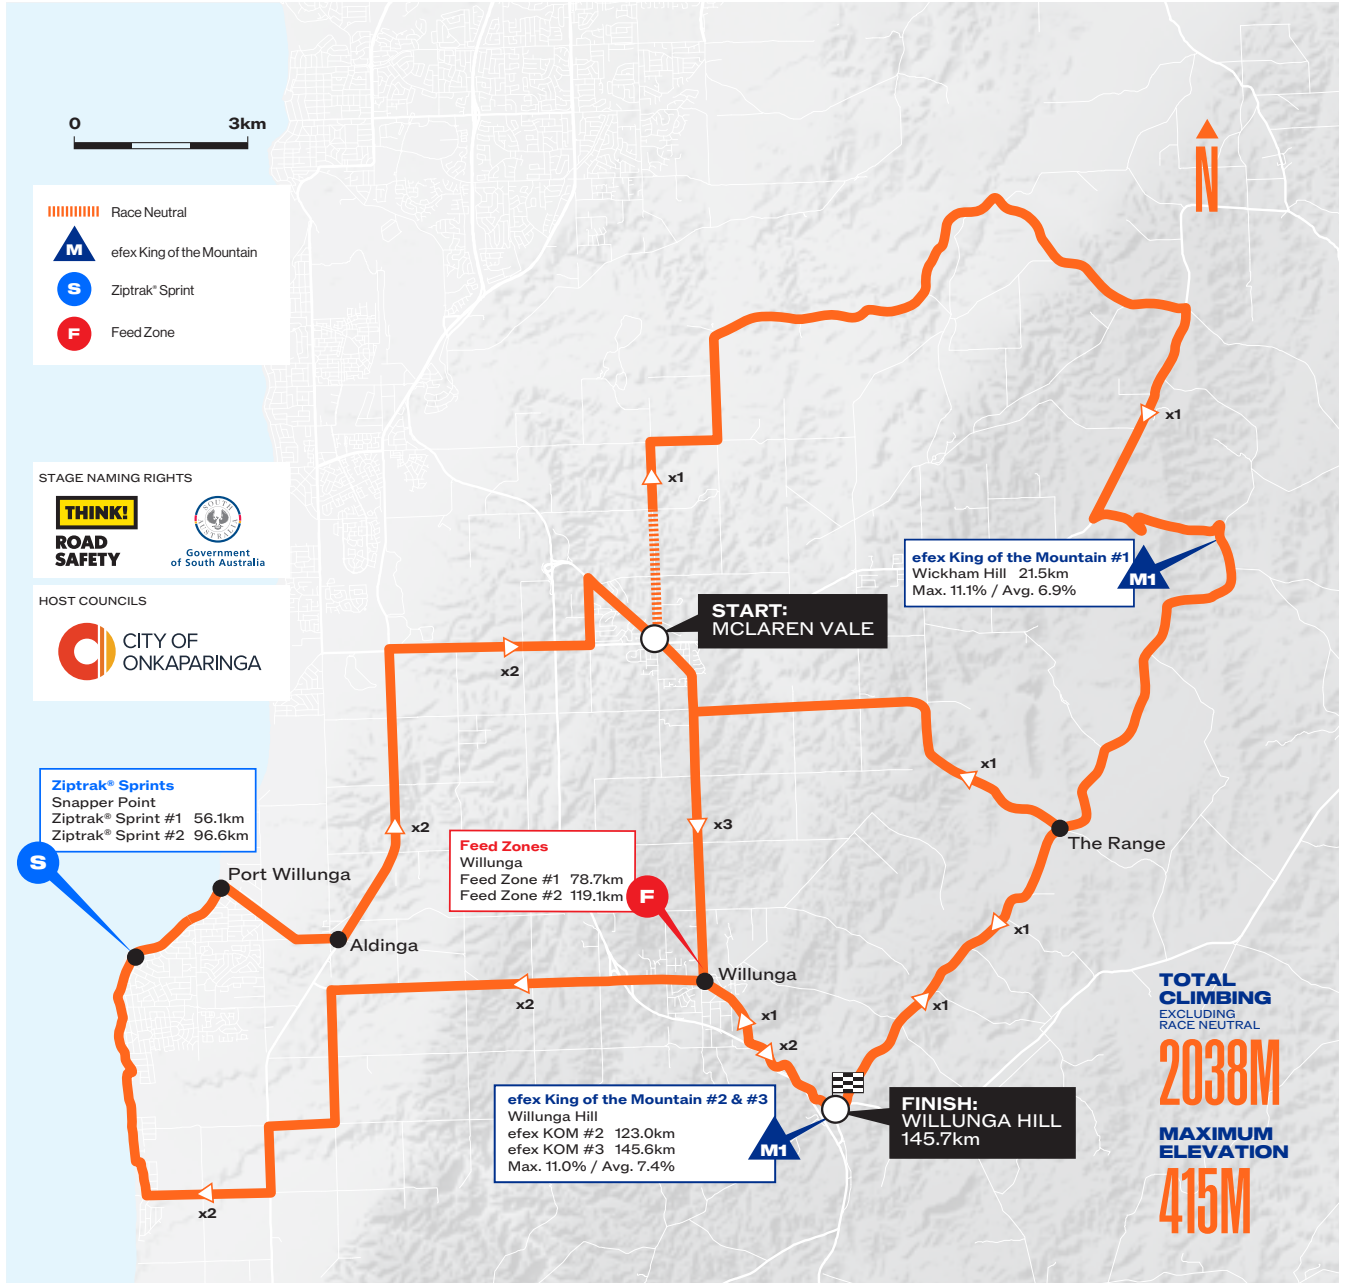 0 3km
N
Race Neutral
M
efex King of the Mountain
S
Ziptrak® Sprint
F
Feed Zone
x1
STAGE NAMING RIGHTS
x1
THINK!
ROAD
SAFETY
SOUTH
AUSTRALIA
Government
of South Australia
efex King of the Mountain #1
Wickham Hill 21.5km
Max. 11.1% / Avg. 6.9%
M1
HOST COUNCILS
CITY OF
ONKAPARINGA
START:
MCLAREN VALE
x2
x1
Ziptrak® Sprints
Snapper Point
Ziptrak® Sprint #1 56.1km
Ziptrak® Sprint #2 96.6km
S
x2
x3
Feed Zones
Willunga
Feed Zone #1 78.7km
Feed Zone #2 119.1km
F
The Range
Port Willunga
Aldinga
x1
Willunga
x2
x1
x1
x2
TOTAL
CLIMBING
EXCLUDING
RACE NEUTRAL
2038M
efex King of the Mountain #2 & #3
Willunga Hill
efex KOM #2 123.0km
efex KOM #3 145.6km
Max. 11.0% / Avg. 7.4%
M1
FINISH:
WILLUNGA HILL
145.7km
MAXIMUM
ELEVATION
415M
x2